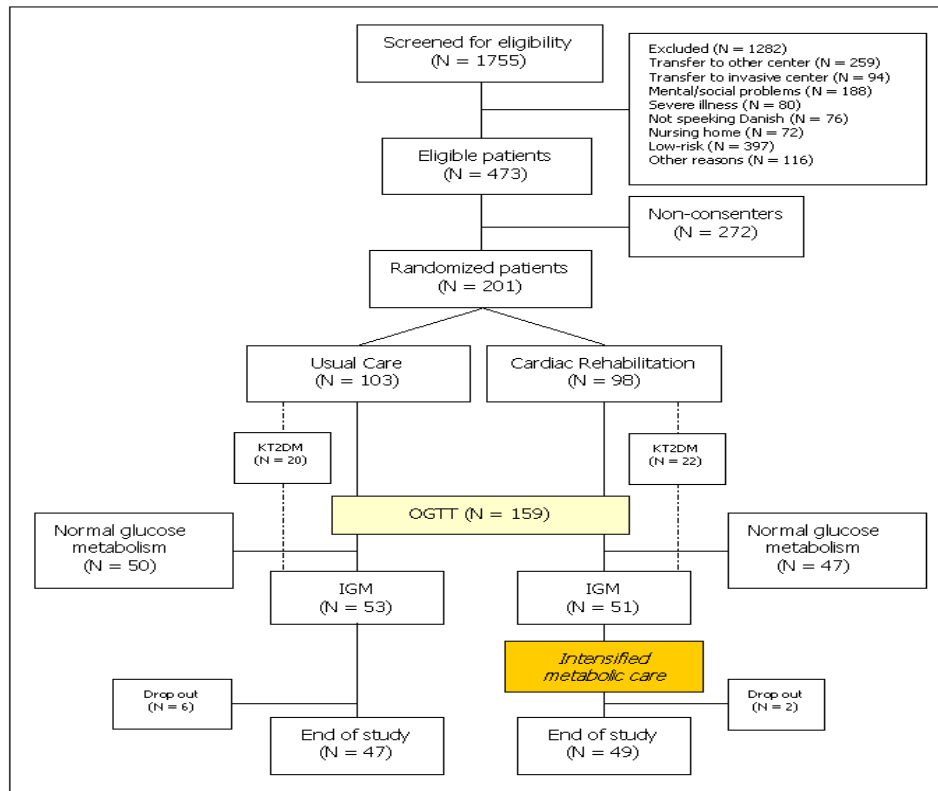 Screened for eligibility
(N = 1755)
Excluded (N = 1282)
Transfer to other center (N = 259)
Transfer to invasive center (N = 94)
Mental/social problems (N = 188)
Severe illness (N = 80)
Not speeking Danish (N = 76)
Nursing home (N = 72)
Low-risk (N = 397)
Other reasons (N = 116)
Eligible patients
(N = 473)
Non-consenters
(N = 272)
Randomized patients
(N = 201)
Usual Care
(N = 103)
Cardiac Rehabilitation
(N = 98)
KT2DM
(N = 20)
KT2DM
(N = 22)
OGTT (N = 159)
Normal glucose
metabolism
(N = 50)
Normal glucose
metabolism
(N = 47)
IGM
(N = 53)
IGM
(N = 51)
Intensified
metabolic care
Drop out
(N = 6)
Drop out
(N = 2)
End of study
(N = 47)
End of study
(N = 49)